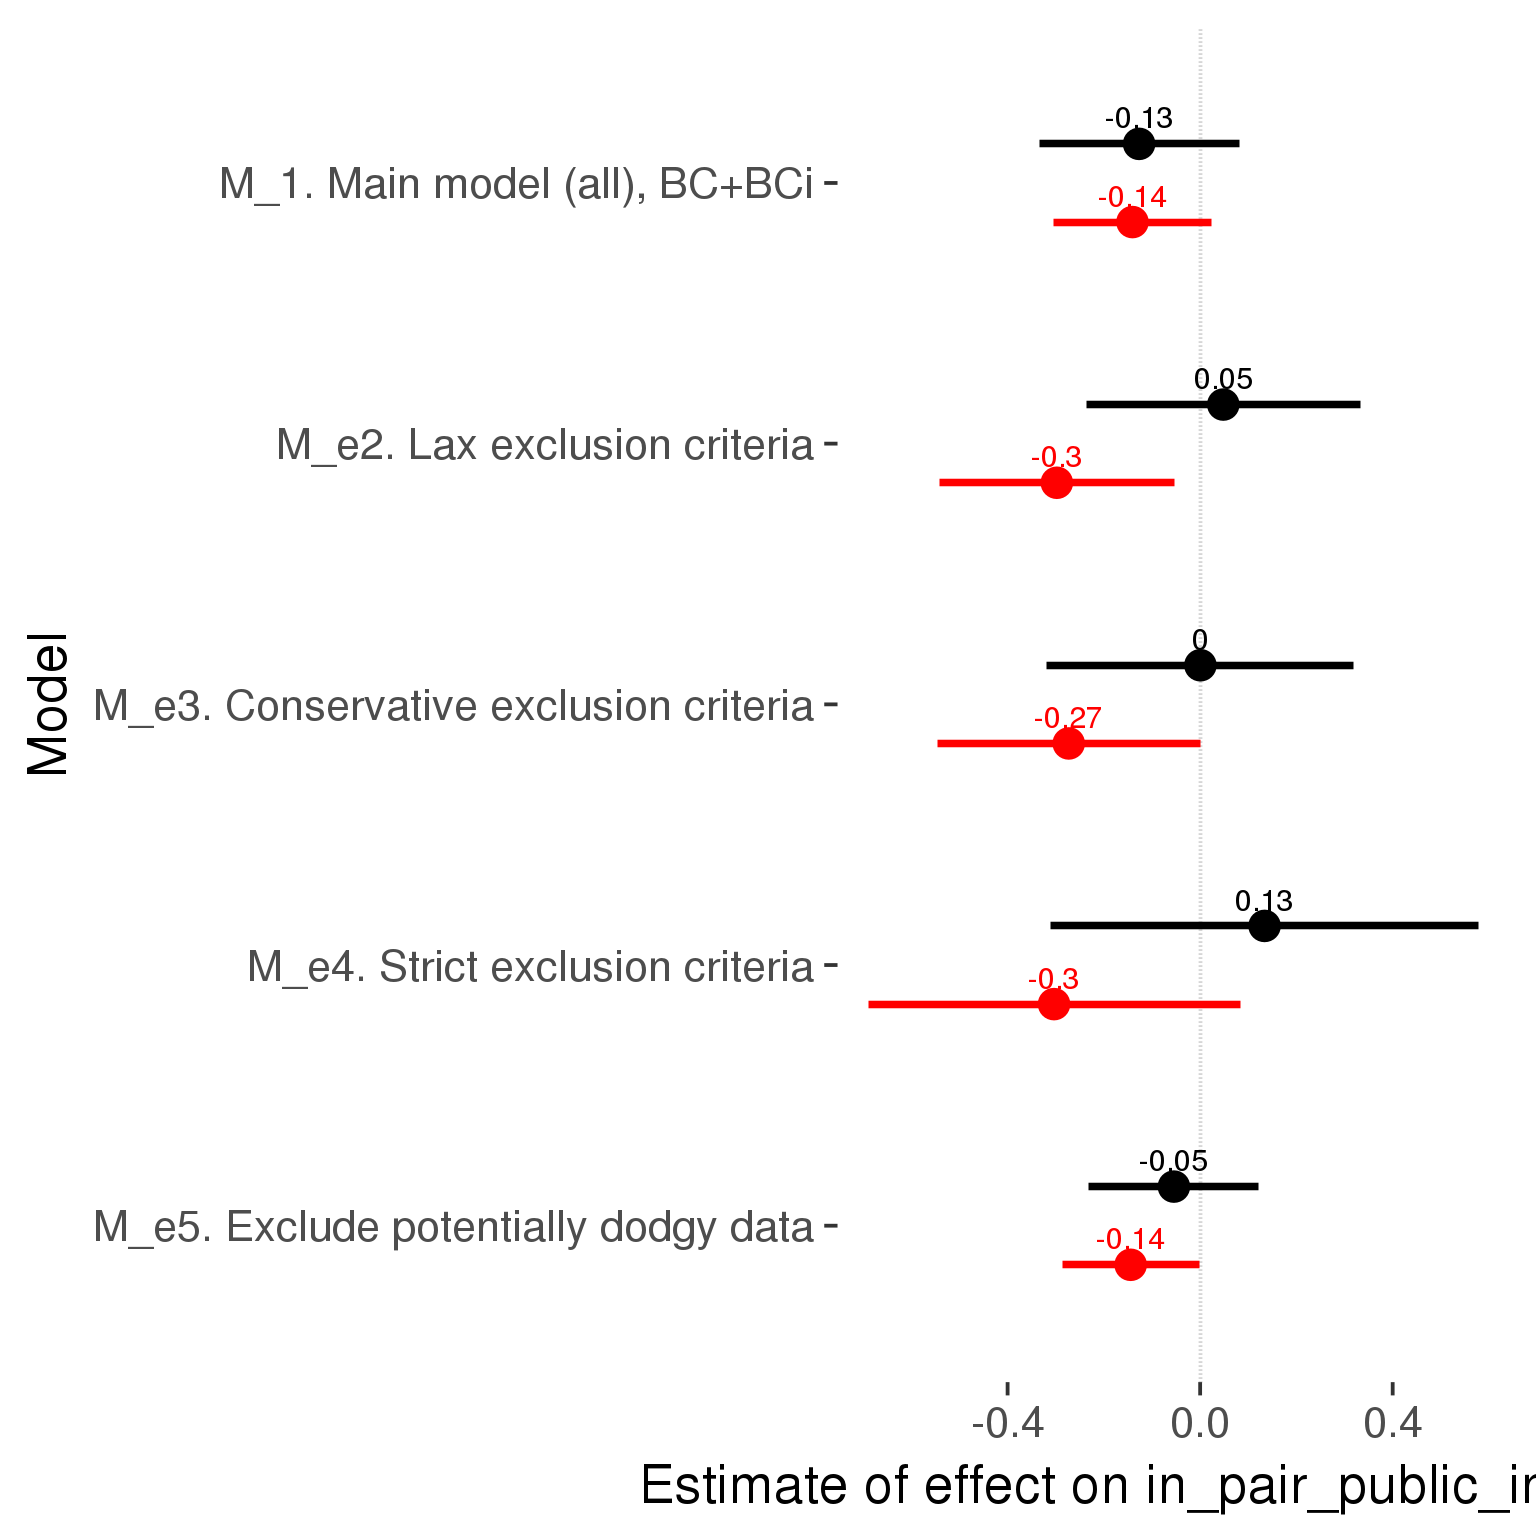 -0.13
M_1. Main model (all), BC+BCi
-0.14
0.05
M_e2. Lax exclusion criteria
-0.3
0
M_e3. Conservative exclusion criteria
-0.27
Model
0.13
M_e4. Strict exclusion criteria
-0.3
-0.05
M_e5. Exclude potentially dodgy data
-0.14
-0.4 0.0 0.4
Estimate of effect on in_pair_public_in